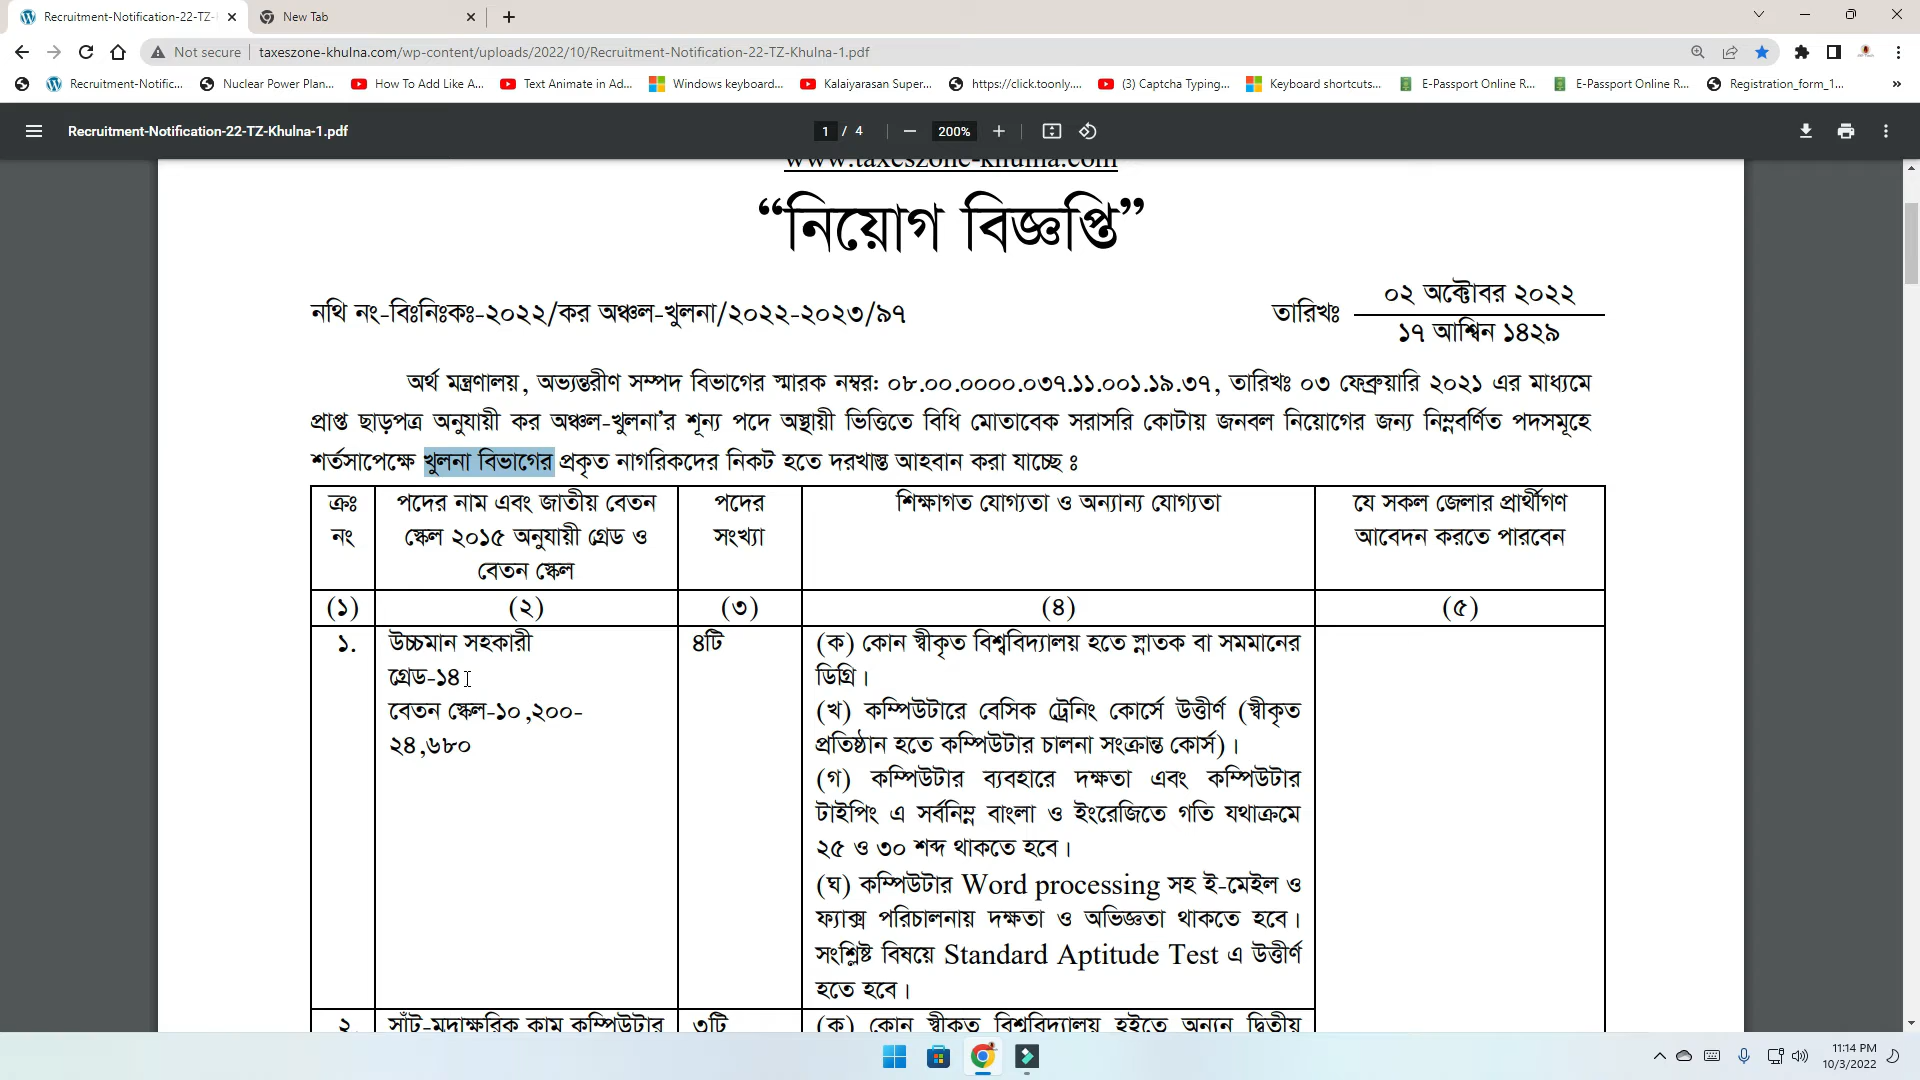 Recruitment-Notification-22-TZ-
New Tab
Not secure
taxeszone-khulna.com/wp-content/uploads/2022/10/Recruitment-Notification-22-TZ-Khulna-1.pdf
Recruitment-Notific...
Nuclear Power Plan...
How To Add Like A...
Text Animate in Ad...
Windows keyboard...
Kalaiyarasan Super...
https://click.toonly....
(3) Captcha Typing...
Keyboard shortcuts...
E-Passport Online R...
E-Passport Online R...
Registration_form_1...
Recruitment-Notification-22-TZ-Khulna-1.pdf
1 / 4
200%
www.taxeszone-khulna.com
“নিয়োগ বিজ্ঞপ্তি”
নথি নং-বিঃনিঃকঃ-২০২২/কর অঞ্চল-খুলনা/২০২২-২০২৩/৯৭
তারিখঃ
০২ অক্টোবর ২০২২
১৭ আশ্বিন ১৪২৯
অর্থ মন্ত্রণালয়, অভ্যন্তরীণ সম্পদ বিভাগের স্মারক নম্বর: ০৮.০০.০০০০.০৩৭.১১.০০১.১৯.৩৭, তারিখঃ ০৩ ফেব্রুয়ারি ২০২১ এর মাধ্যমে
প্রাপ্ত ছাড়পত্র অনুযায়ী কর অঞ্চল-খুলনা’র শূন্য পদে অস্থায়ী ভিত্তিতে বিধি মোতাবেক সরাসরি কোটায় জনবল নিয়োগের জন্য নিম্নবর্ণিত পদসমূহে
শর্তসাপেক্ষে খুলনা বিভাগের প্রকৃত নাগরিকদের নিকট হতে দরখাস্ত আহবান করা যাচ্ছে ঃ
ক্রঃ
নং
পদের নাম এবং জাতীয় বেতন
স্কেল ২০১৫ অনুযায়ী গ্রেড ও
বেতন স্কেল
পদের
সংখ্যা
শিক্ষাগত যোগ্যতা ও অন্যান্য যোগ্যতা
যে সকল জেলার প্রার্থীগণ
আবেদন করতে পারবেন
(১)
(২)
(৩)
(৪)
(৫)
১.
উচ্চমান সহকারী
গ্রেড-১৪
বেতন স্কেল-১০,২০০-
২৪,৬৮০
৪টি
(ক) কোন স্বীকৃত বিশ্ববিদ্যালয় হতে স্নাতক বা সমমানের
ডিগ্রি।
(খ) কম্পিউটারে বেসিক ট্রেনিং কোর্সে উত্তীর্ণ (স্বীকৃত
প্রতিষ্ঠান হতে কম্পিউটার চালনা সংক্রান্ত কোর্স)।
(গ) কম্পিউটার ব্যবহারে দক্ষতা এবং কম্পিউটার
টাইপিং এ সর্বনিম্ন বাংলা ও ইংরেজিতে গতি যথাক্রমে
২৫ ও ৩০ শব্দ থাকতে হবে।
(ঘ) কম্পিউটার Word processing সহ ই-মেইল ও
ফ্যাক্স পরিচালনায় দক্ষতা ও অভিজ্ঞতা থাকতে হবে।
সংশ্লিষ্ট বিষয়ে Standard Aptitude Test এ উত্তীর্ণ
হতে হবে।
২.
সাঁট-মুদ্রাক্ষরিক কাম কম্পিউটার
৩টি
(ক) কোন স্বীকৃত বিশ্ববিদ্যালয় হইতে অন্যূন দ্বিতীয়
11:14 PM
10/3/2022